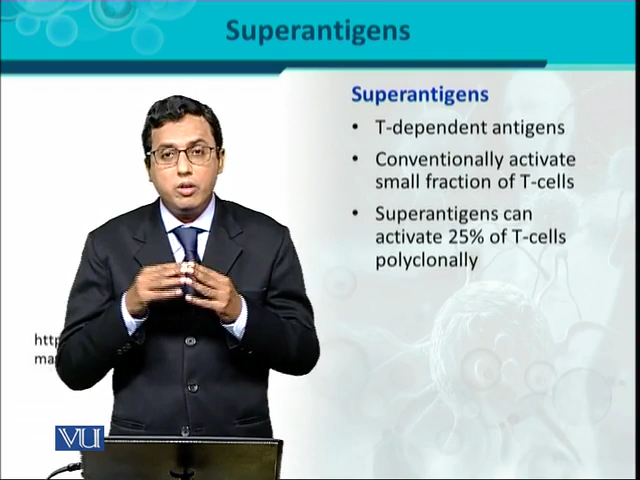 Superantigens
Superantigens
• T-dependent antigens
• Conventionally activate
small fraction of T-cells
• Superantigens can
activate 25% of T-cells
polyclonally
VU